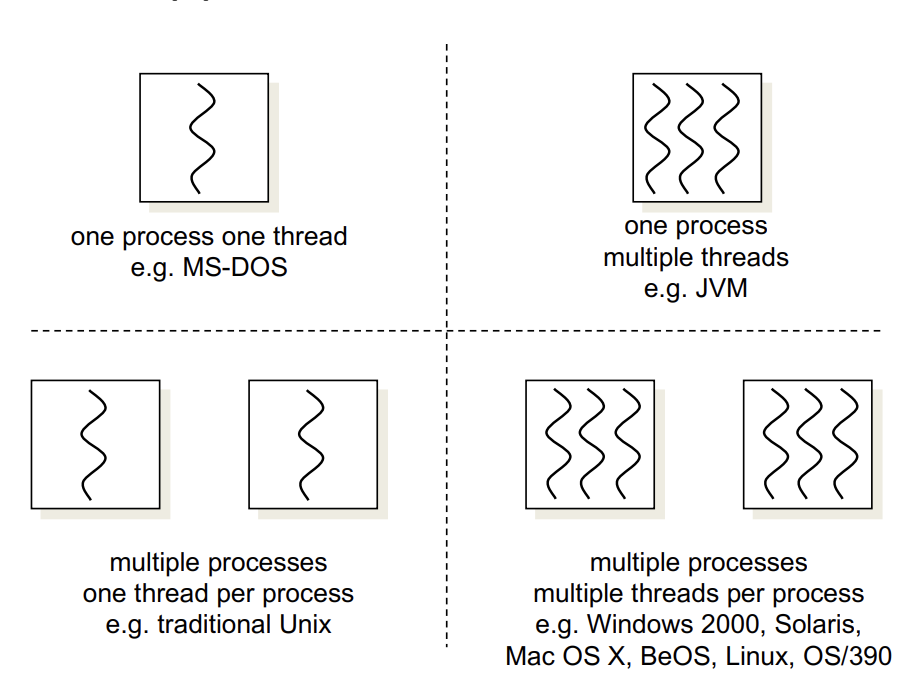 one process one thread
e.g. MS-DOS
one process
multiple threads
e.g. JVM
multiple processes
one thread per process
e.g. traditional Unix
multiple processes
multiple threads per process
e.g. Windows 2000, Solaris,
Mac OS X, BeOS, Linux, OS/390